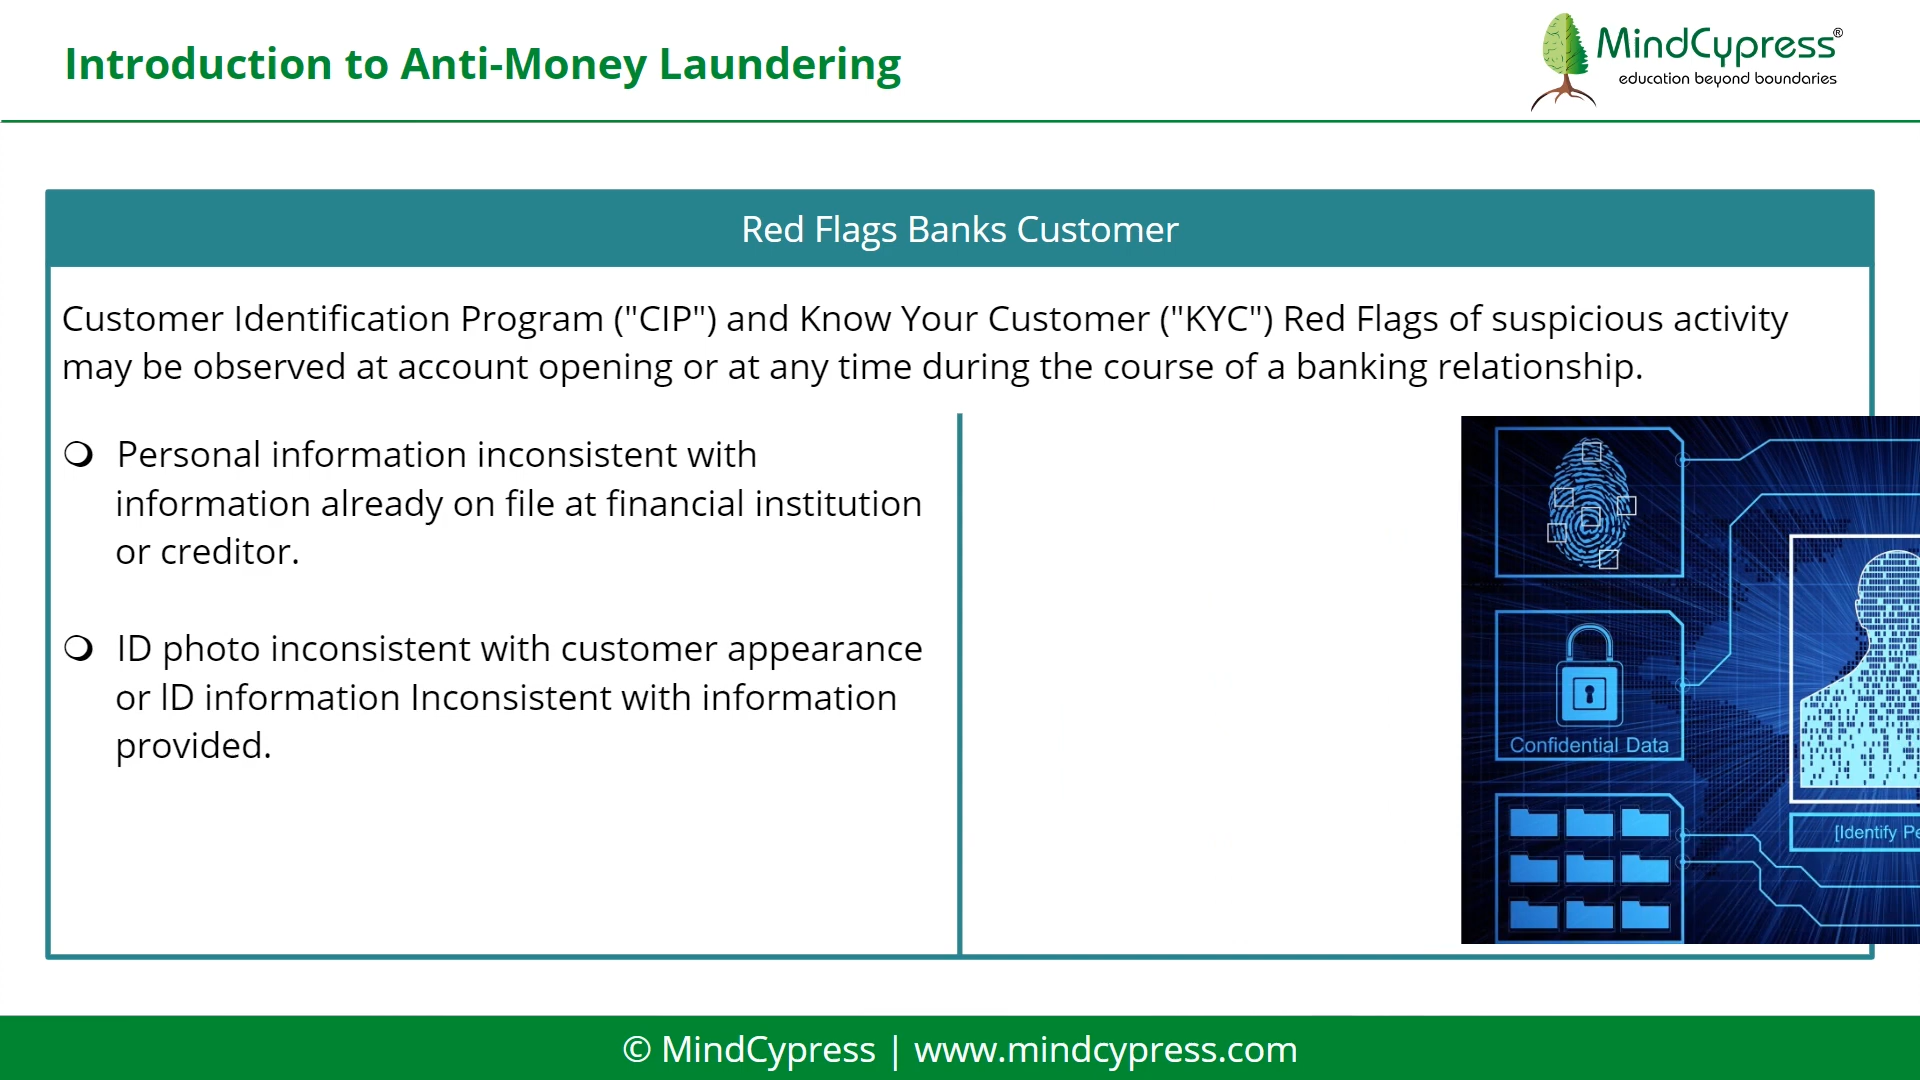 Introduction to Anti-Money Laundering
MindCypress®
education beyond boundaries
Red Flags Banks Customer
Customer Identification Program ("CIP") and Know Your Customer ("KYC") Red Flags of suspicious activity
may be observed at account opening or at any time during the course of a banking relationship.
Personal information inconsistent with
information already on file at financial institution
or creditor.
ID photo inconsistent with customer appearance
or lD information Inconsistent with information
provided.
Confidential Data
[Identify Pe
© MindCypress | www.mindcypress.com